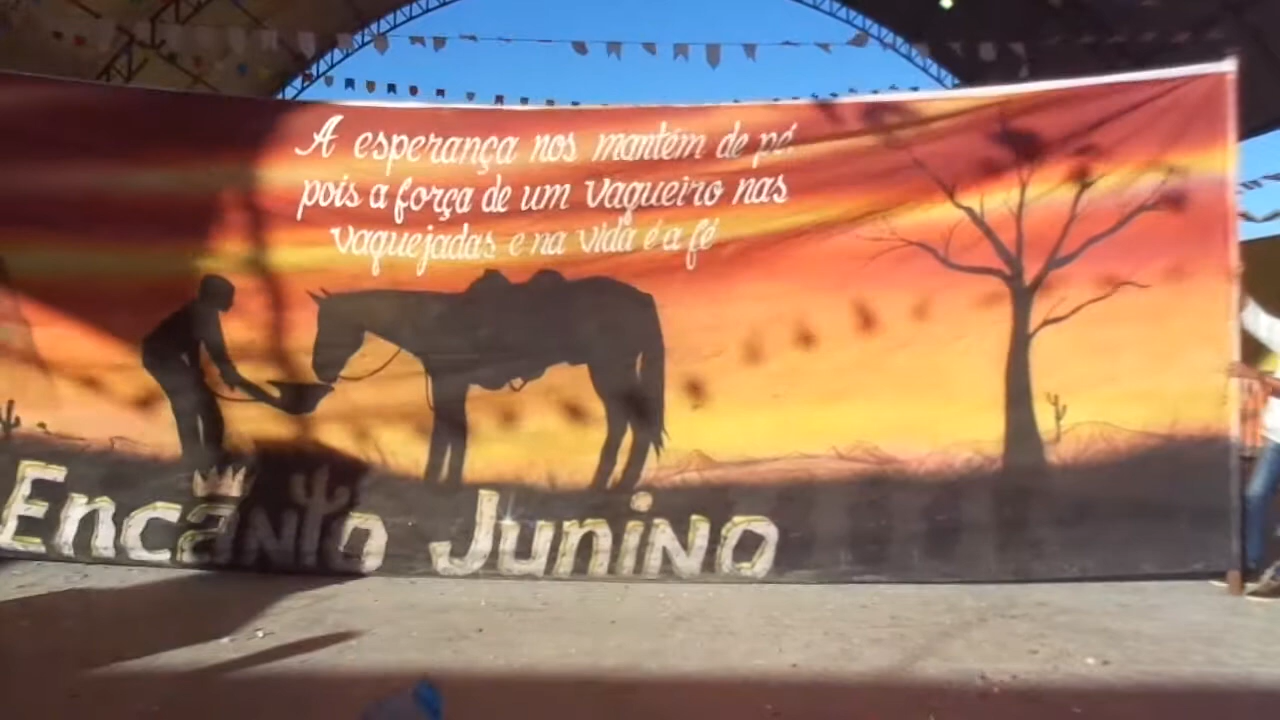 A esperança nos mantém de pé.
pois a força de um vaqueiro nas
vaquejadas e na vida é a fé
Encanto Junino